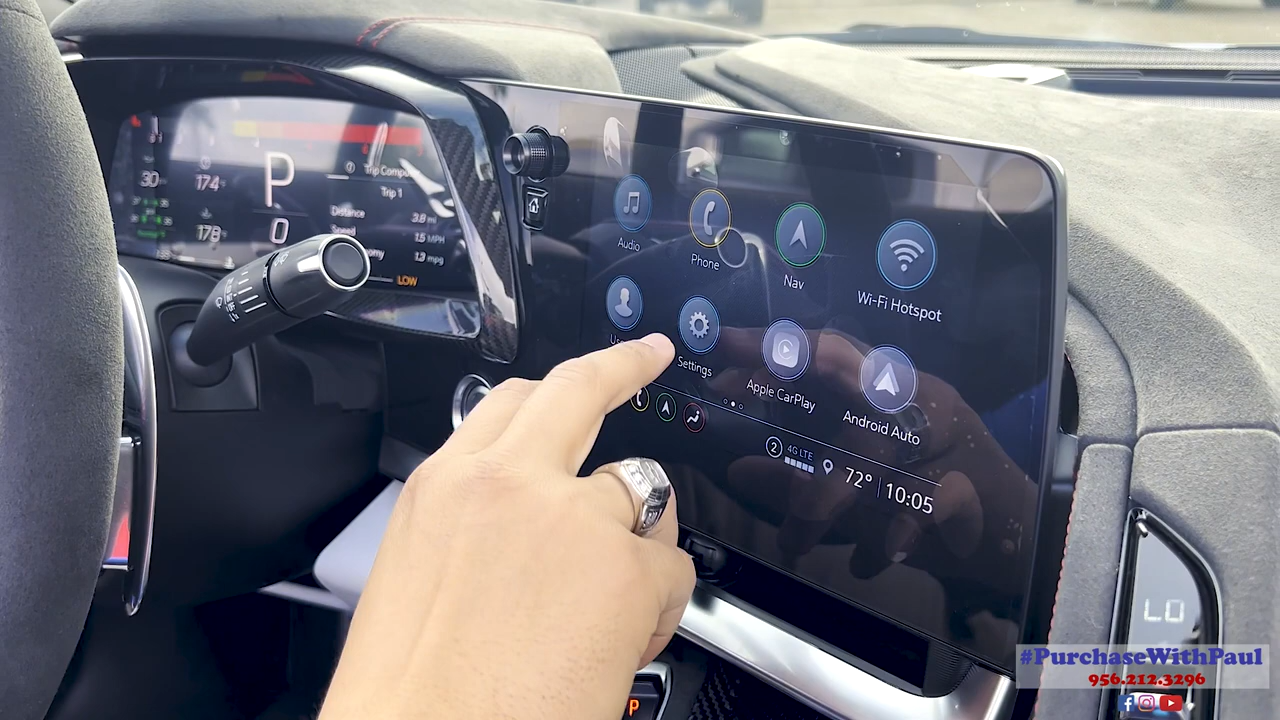 30
174
P
178
0
Trip 1
Distance
3.8 mi
Speed
1.5 MPH
1.3 mpg
LOW
Audio
Phone
Nav
Wi-Fi Hotspot
Settings
Apple CarPlay
Android Auto
2
4G LTE
72° 10:05
LO
P
#PurchaseWithPaul
956.212.3296